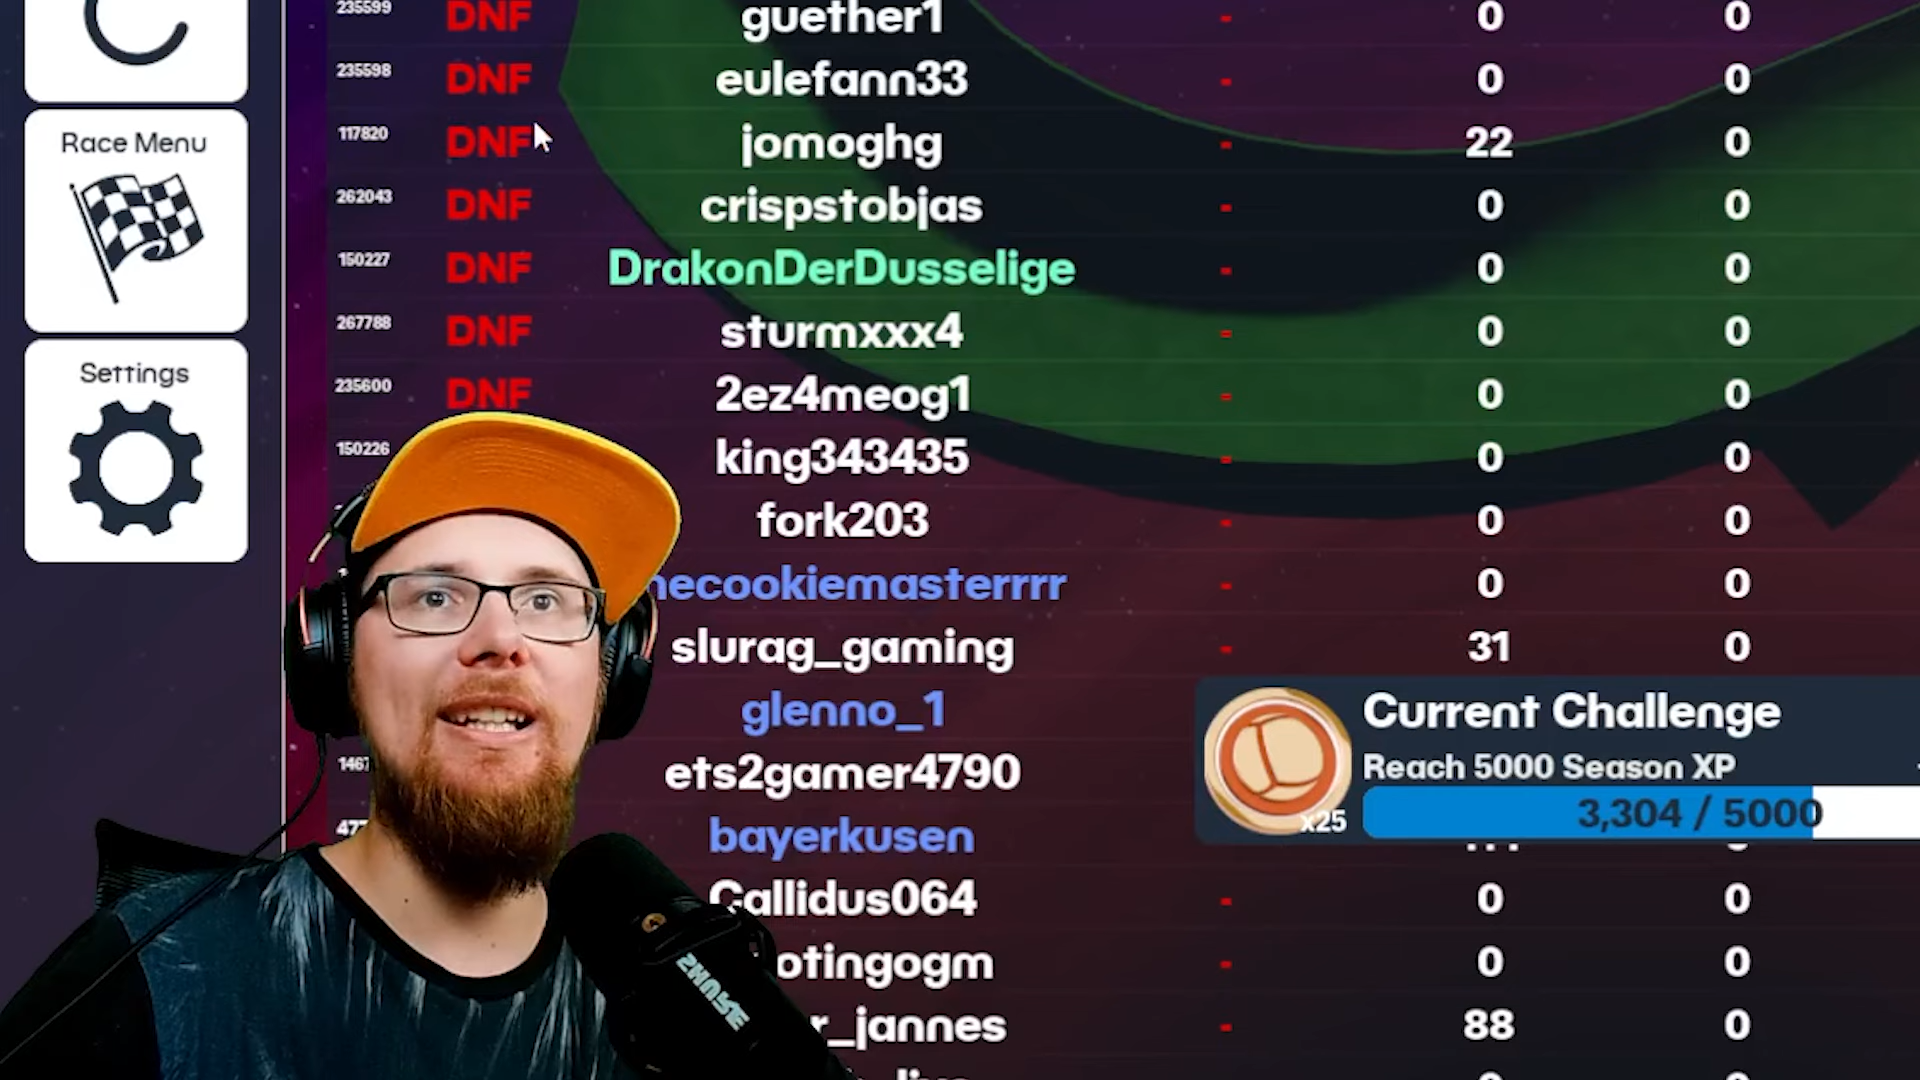 235599 DNF guether1 - 0 0
235598 DNF eulefann33 - 0 0
Race Menu
117820 DNF jomoghg - 22 0
262043 DNF crispstobjas - 0 0
150227 DNF DrakonDerDusselige - 0 0
267788 DNF sturmxxx4 - 0 0
Settings
235600 DNF 2ez4meog1 - 0 0
150226 king343435 - 0 0
fork203 - 0 0
hecookiemasterrrr - 0 0
slurag_gaming - 31 0
glenno_1
Current Challenge
Reach 5000 Season XP
x25
3,304 / 5000
ets2gamer4790
bayerkusen
Callidus064 - 0 0
otingogm - 0 0
r_jannes - 88 0
SHURE